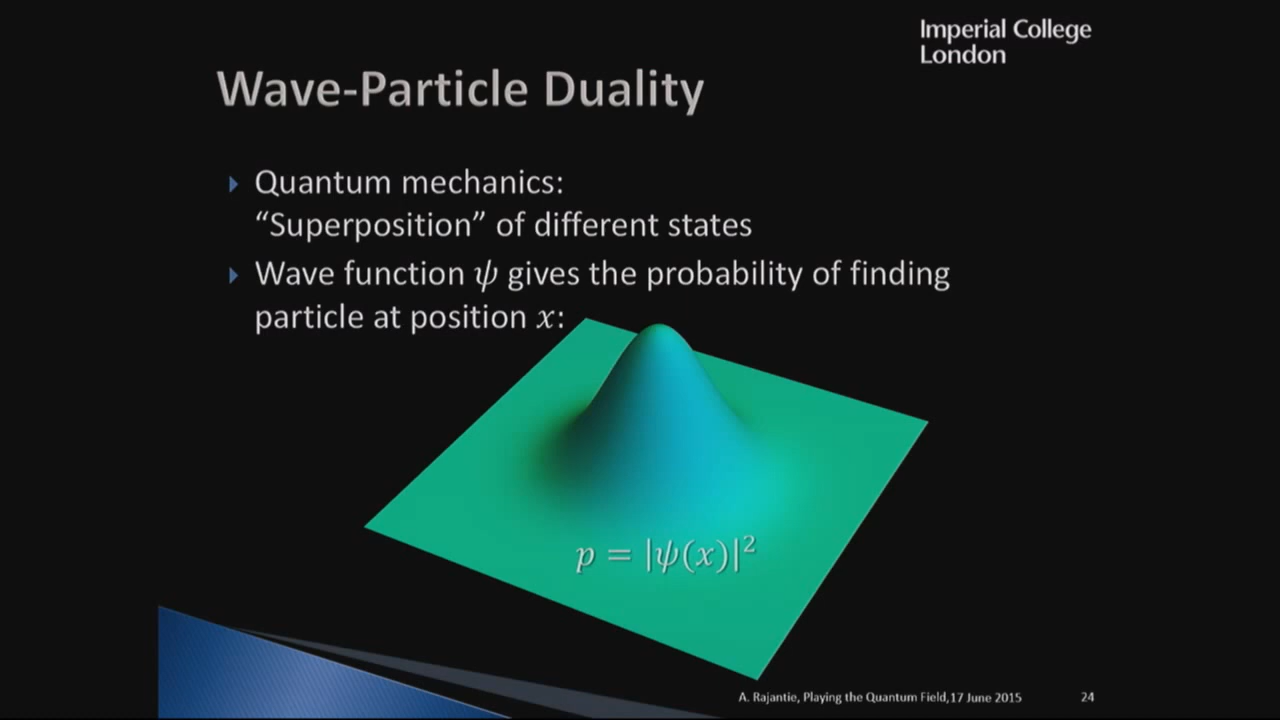 Imperial College
London
Wave-Particle Duality
Quantum mechanics:
“Superposition” of different states
Wave function ψ gives the probability of finding
particle at position x:
p = |ψ(x)|²
A. Rajantie, Playing the Quantum Field,17 June 2015
24